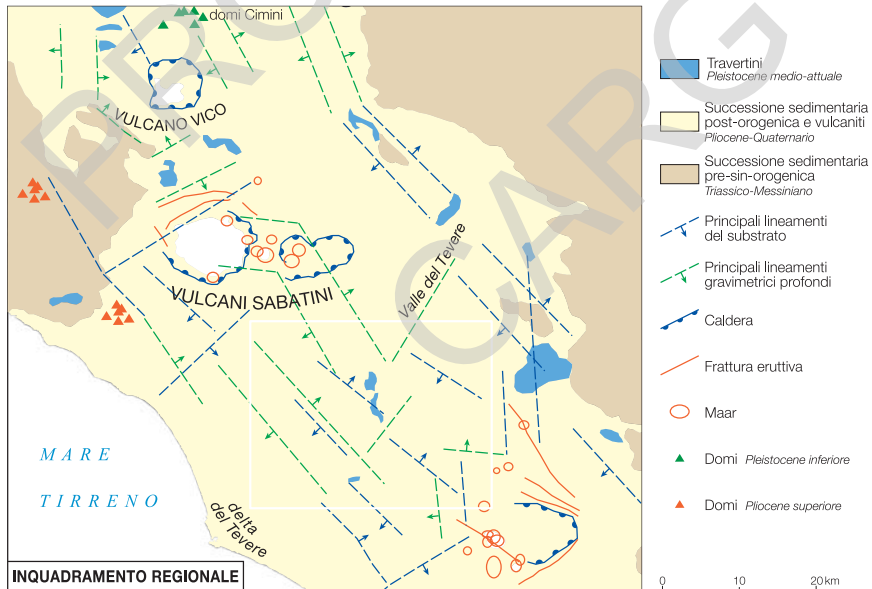 domi Cimini
VULCANO VICO
VULCANI SABATINI
Valle del Tevere
MARE
TIRRENO
delta
del Tevere
INQUADRAMENTO REGIONALE
Travertini
Pleistocene medio-attuale
Successione sedimentaria
post-orogenica e vulcaniti
Pliocene-Quaternario
Successione sedimentaria
pre-sin-orogenica
Triassico-Messiniano
Principali lineamenti
del substrato
Principali lineamenti
gravimetrici profondi
Caldera
Frattura eruttiva
Maar
Domi Pleistocene inferiore
Domi Pliocene superiore
0 10 20 km
CARG